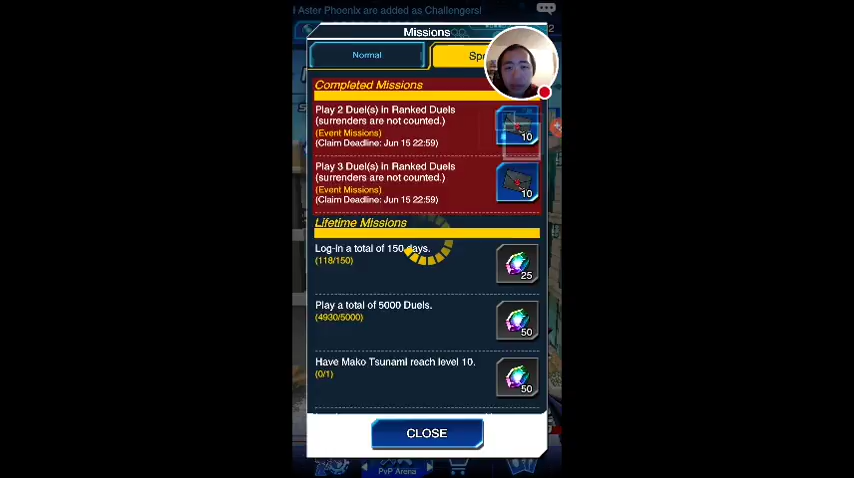 Aster Phoenix are added as Challengers!
Missions
Normal
Completed Missions
Play 2 Duel(s) in Ranked Duels
(surrenders are not counted.)
(Event Missions)
(Claim Deadline: Jun 15 22:59)
10
Play 3 Duel(s) in Ranked Duels
(surrenders are not counted.)
(Event Missions)
(Claim Deadline: Jun 15 22:59)
10
Lifetime Missions
Log-in a total of 150 days.
(118/150)
25
Play a total of 5000 Duels.
(4930/5000)
50
Have Mako Tsunami reach level 10.
(0/1)
50
CLOSE
PvP Arena